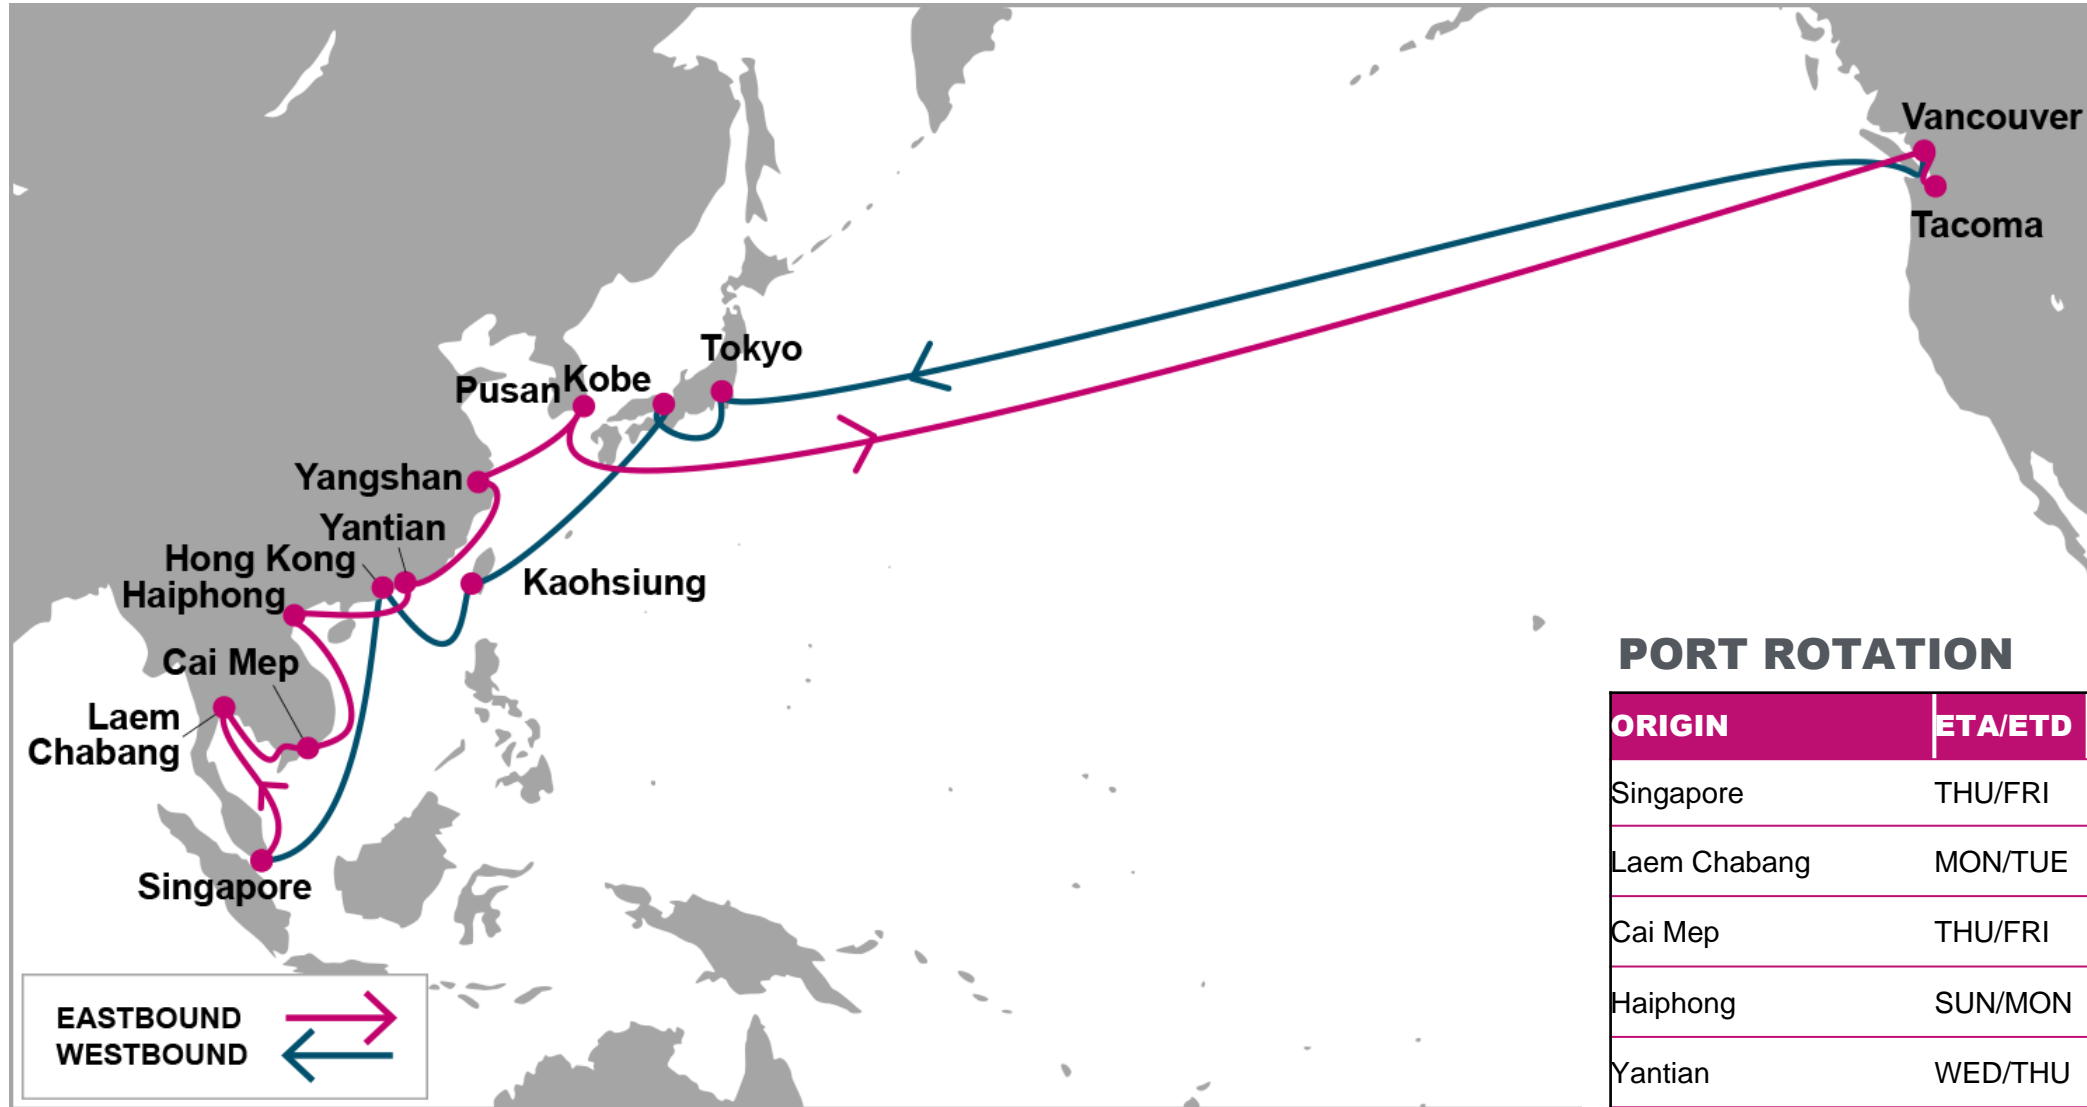 Vancouver
Tacoma
Tokyo
Kobe
Pusan
Yangshan
Yantian
Hong Kong
Haiphong
Kaohsiung
Cai Mep
Laem
Chabang
Singapore
EASTBOUND
WESTBOUND
PORT ROTATION
ORIGIN ETA/ETD
Singapore THU/FRI
Laem Chabang MON/TUE
Cai Mep THU/FRI
Haiphong SUN/MON
Yantian WED/THU